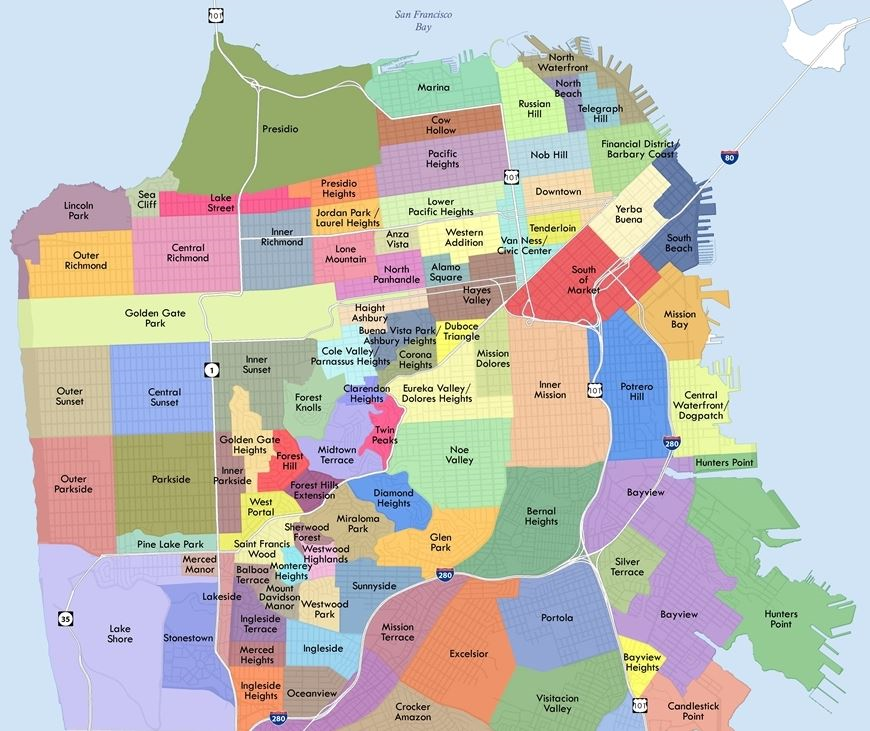 San Francisco
Bay
101
North
Waterfront
North
Beach
Marina
Russian
Hill
Telegraph
Hill
Cow
Hollow
Presidio
Financial District/
Barbary Coast
Pacific
Heights
Nob Hill
80
101
Presidio
Heights
Downtown
Sea
Cliff
Lake
Street
Lincoln
Park
Lower
Pacific Heights
Jordan Park /
Laurel Heights
Yerba
Buena
Tenderloin
Inner
Richmond
Anza
Vista
Western
Addition
Van Ness/
Civic Center
South
Beach
Central
Richmond
Outer
Richmond
Lone
Mountain
North
Panhandle
Alamo
Square
South
of
Market
Hayes
Valley
Golden Gate
Park
Haight
Ashbury
Mission
Bay
Buena Vista Park/
Ashbury Heights
Duboce
Triangle
Cole Valley/
Parnassus Heights
Corona
Heights
Mission
Dolores
1
Inner
Sunset
Outer
Sunset
Central
Sunset
Forest
Knolls
Clarendon
Heights
Eureka Valley/
Dolores Heights
Inner
Mission
101
Potrero
Hill
Central
Waterfront/
Dogpatch
Twin
Peaks
280
Golden Gate
Heights
Forest
Hill
Midtown
Terrace
Noe
Valley
Hunters Point
Outer
Parkside
Parkside
Inner
Parkside
Forest Hills
Extension
Diamond
Heights
Bayview
West
Portal
Miraloma
Park
Bernal
Heights
Sherwood
Forest
Glen
Park
Pine Lake Park
Saint Francis
Wood
Westwood
Highlands
Merced
Manor
Balboa
Terrace
Monterey
Heights
280
Silver
Terrace
Sunnyside
Lakeside
Mount
Davidson
Manor
Westwood
Park
35
Lake
Shore
Stonestown
Ingleside
Terrace
Mission
Terrace
Portola
Bayview
Hunters
Point
Merced
Heights
Ingleside
Excelsior
Bayview
Heights
Ingleside
Heights
Oceanview
Visitacion
Valley
101
Candlestick
Point
Crocker
Amazon
280